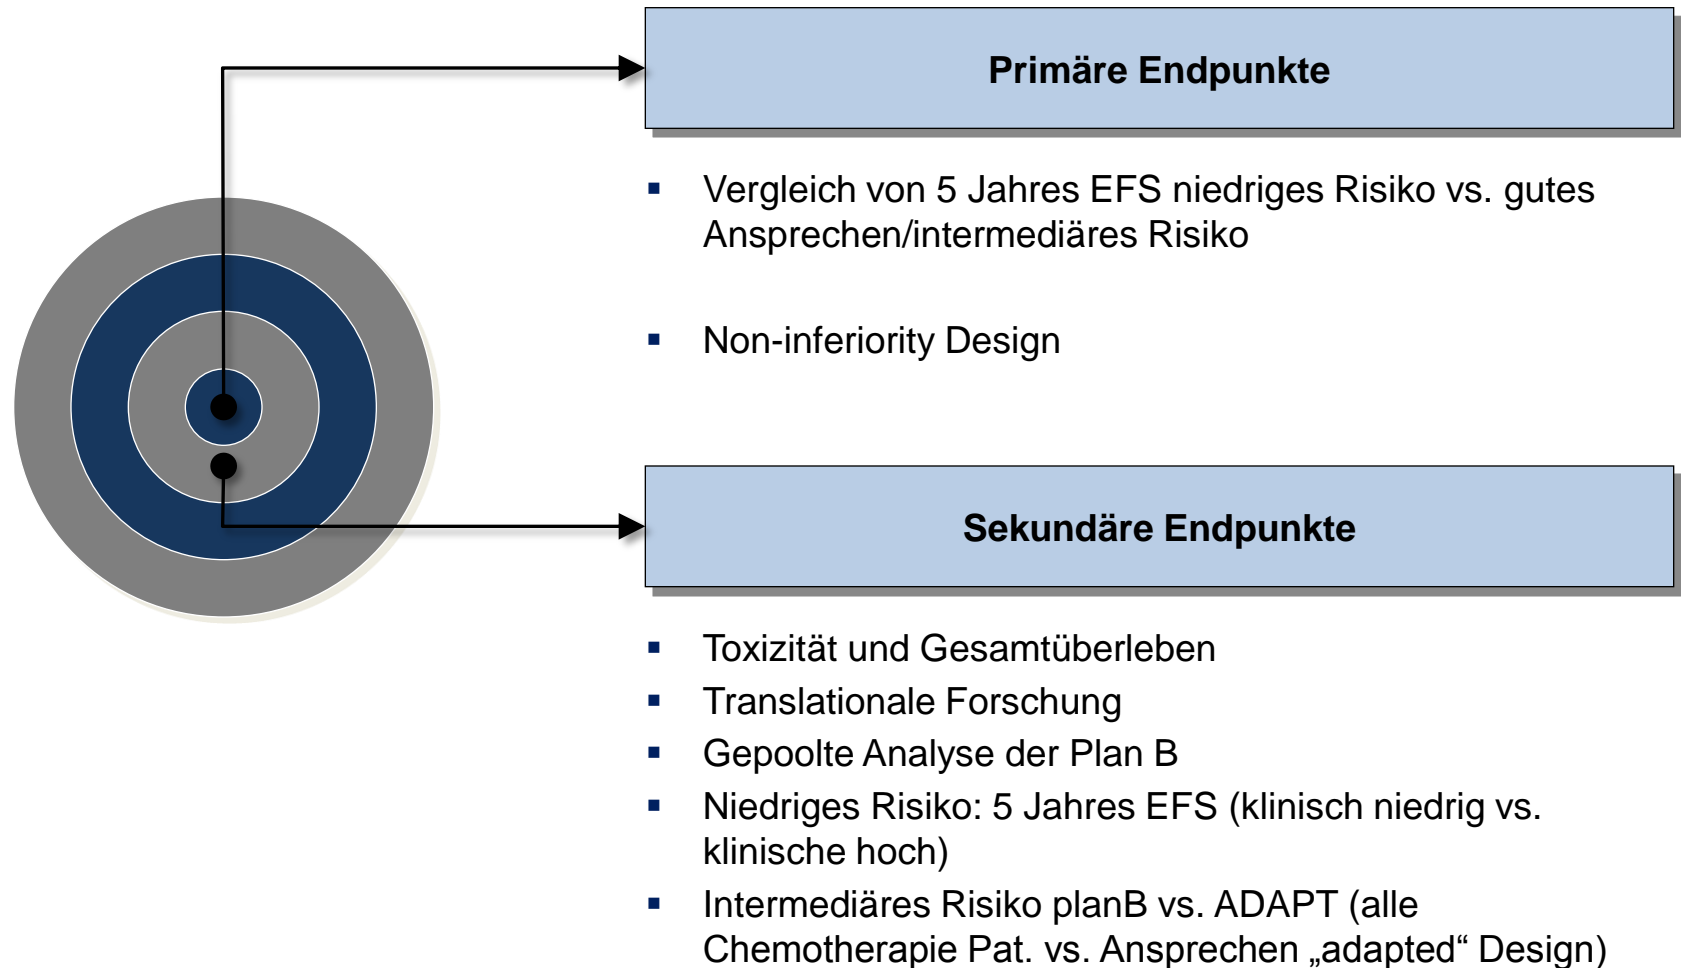 Primäre Endpunkte
▪ Vergleich von 5 Jahres EFS niedriges Risiko vs. gutes
Ansprechen/intermediäres Risiko
▪ Non-inferiority Design
Sekundäre Endpunkte
▪ Toxizität und Gesamtüberleben
▪ Translationale Forschung
▪ Gepoolte Analyse der Plan B
▪ Niedriges Risiko: 5 Jahres EFS (klinisch niedrig vs.
klinische hoch)
▪ Intermediäres Risiko planB vs. ADAPT (alle
Chemotherapie Pat. vs. Ansprechen „adapted“ Design)